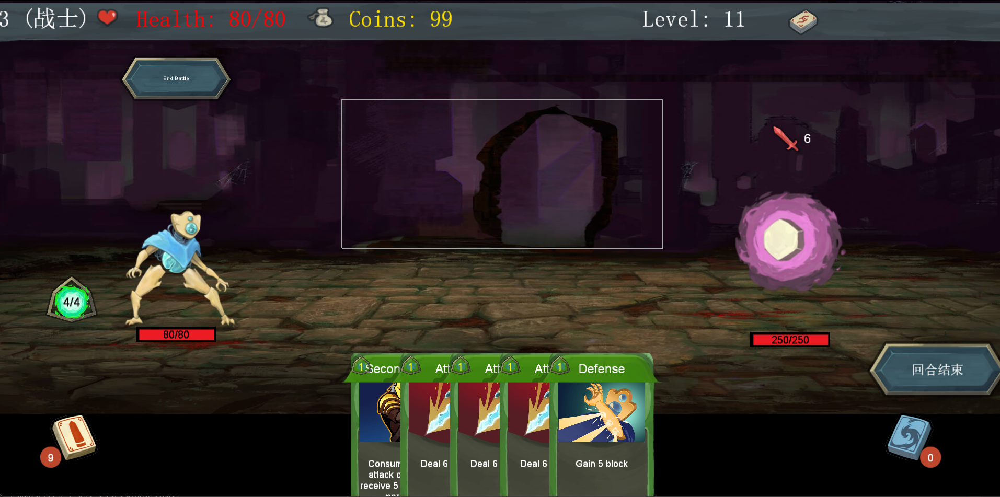 3 (战士) Health: 80/80 Coins: 99 Level: 11
End Battle
6
4/4
80/80
250/250
回合结束
1 Secon 1 Att 1 Att 1 Att 1 Defense
Consum Deal 6 Deal 6 Deal 6 Gain 5 block
attack c
receive 5
9
0